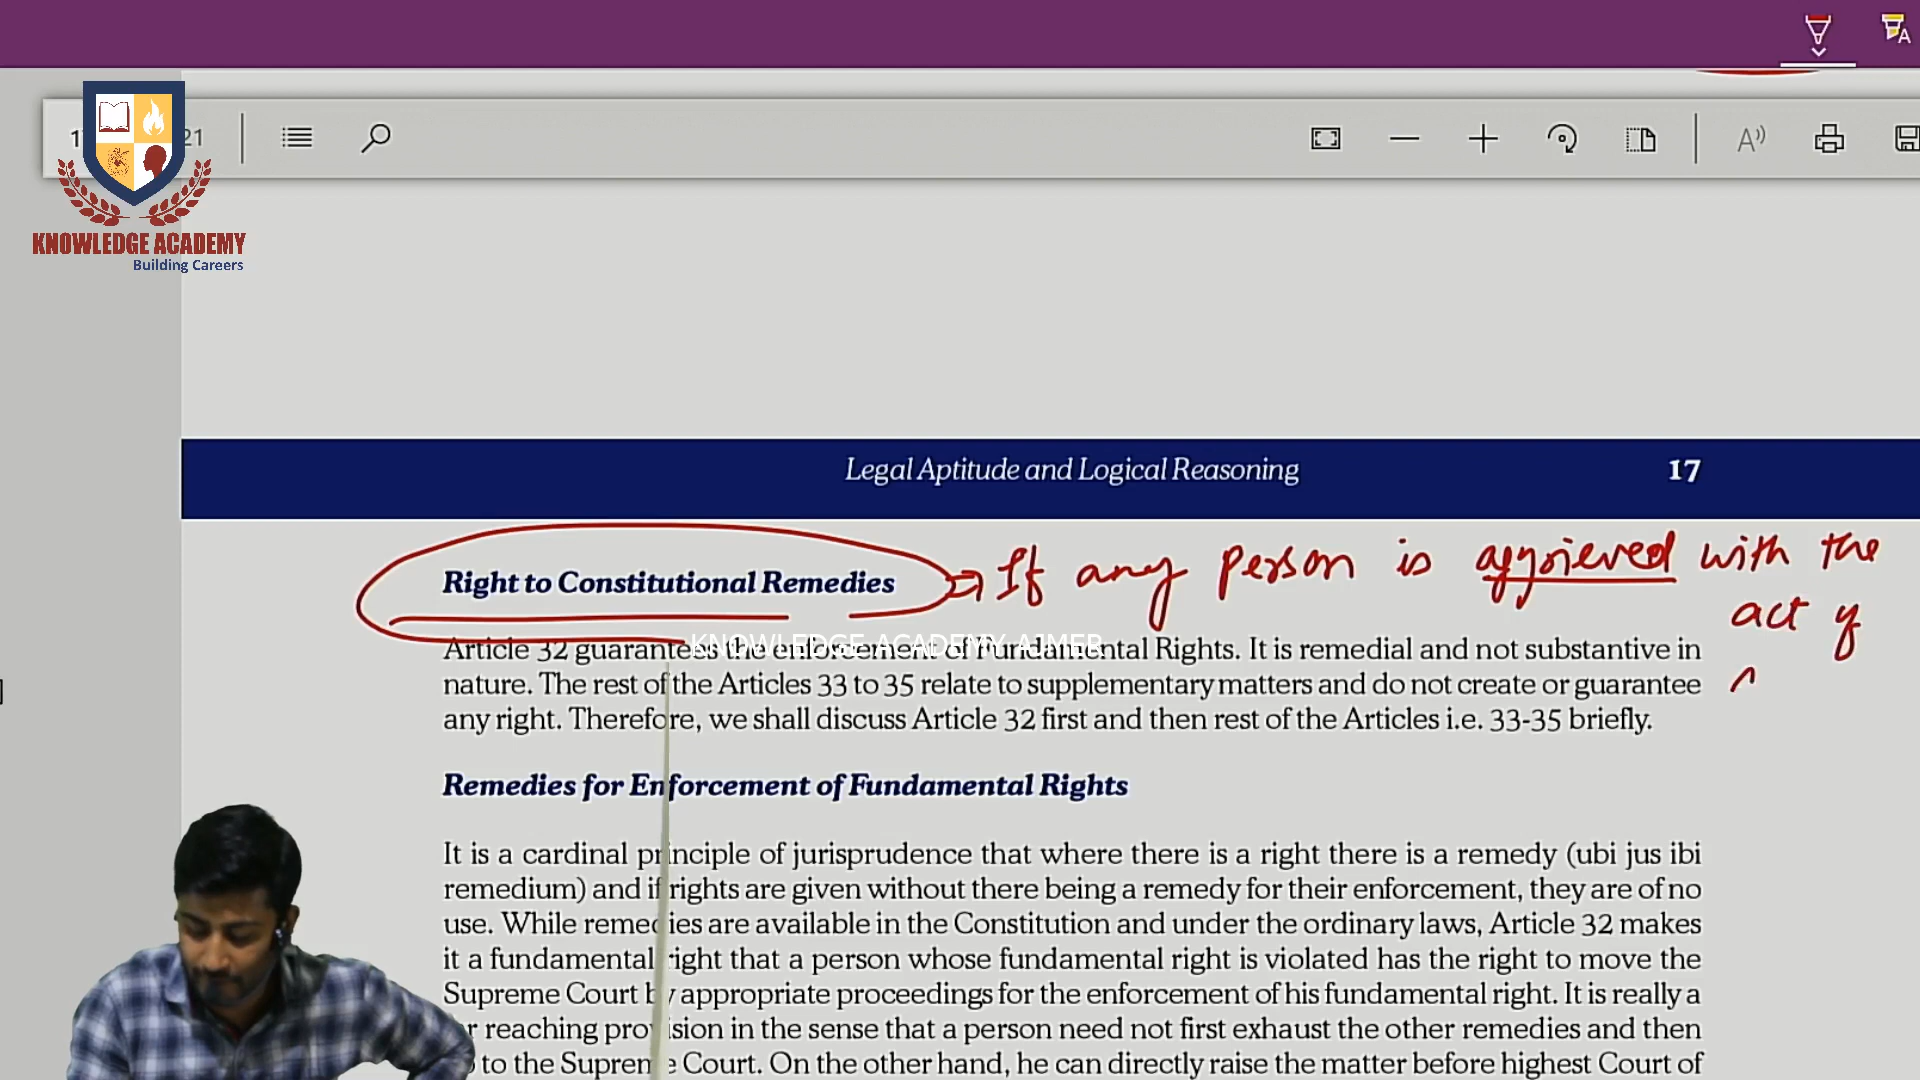 21
KNOWLEDGE ACADEMY
Building Careers
Legal Aptitude and Logical Reasoning 17
Right to Constitutional Remedies → If any person is aggrieved with the
act of
KNOWLEDGE ACADEMY AJMER
Article 32 guarantees the enforcement of Fundamental Rights. It is remedial and not substantive in
nature. The rest of the Articles 33 to 35 relate to supplementary matters and do not create or guarantee
any right. Therefore, we shall discuss Article 32 first and then rest of the Articles i.e. 33-35 briefly.
Remedies for Enforcement of Fundamental Rights
It is a cardinal principle of jurisprudence that where there is a right there is a remedy (ubi jus ibi
remedium) and if rights are given without there being a remedy for their enforcement, they are of no
use. While remedies are available in the Constitution and under the ordinary laws, Article 32 makes
it a fundamental right that a person whose fundamental right is violated has the right to move the
Supreme Court by appropriate proceedings for the enforcement of his fundamental right. It is really a
reaching provision in the sense that a person need not first exhaust the other remedies and then
to the Supreme Court. On the other hand, he can directly raise the matter before highest Court of